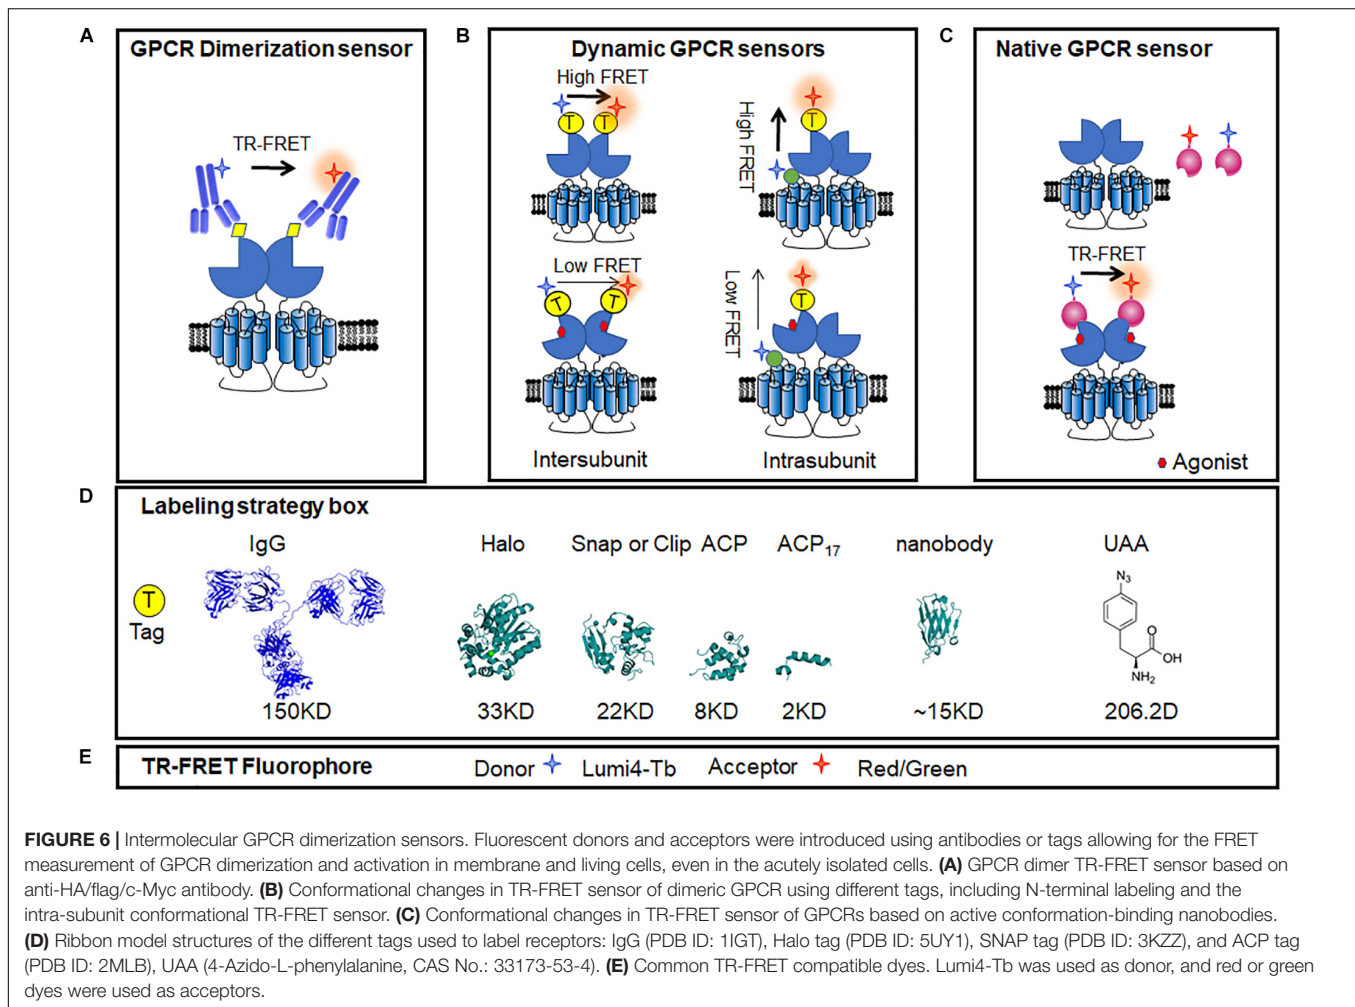 A
GPCR Dimerization sensor
TR-FRET
B
Dynamic GPCR sensors
High FRET
T T
T
High FRET
Low FRET
T T
T
Low FRET
Intersubunit
Intrasubunit
C
Native GPCR sensor
TR-FRET
Agonist
D
Labeling strategy box
IgG Halo Snap or Clip ACP ACP17 nanobody UAA
T
Tag
N3
O
OH
NH2
150KD 33KD 22KD 8KD 2KD ~15KD 206.2D
E
TR-FRET Fluorophore Donor Lumi4-Tb Acceptor Red/Green
FIGURE 6 | Intermolecular GPCR dimerization sensors. Fluorescent donors and acceptors were introduced using antibodies or tags allowing for the FRET
measurement of GPCR dimerization and activation in membrane and living cells, even in the acutely isolated cells. (A) GPCR dimer TR-FRET sensor based on
anti-HA/flag/c-Myc antibody. (B) Conformational changes in TR-FRET sensor of dimeric GPCR using different tags, including N-terminal labeling and the
intra-subunit conformational TR-FRET sensor. (C) Conformational changes in TR-FRET sensor of GPCRs based on active conformation-binding nanobodies.
(D) Ribbon model structures of the different tags used to label receptors: IgG (PDB ID: 1IGT), Halo tag (PDB ID: 5UY1), SNAP tag (PDB ID: 3KZZ), and ACP tag
(PDB ID: 2MLB), UAA (4-Azido-L-phenylalanine, CAS No.: 33173-53-4). (E) Common TR-FRET compatible dyes. Lumi4-Tb was used as donor, and red or green
dyes were used as acceptors.